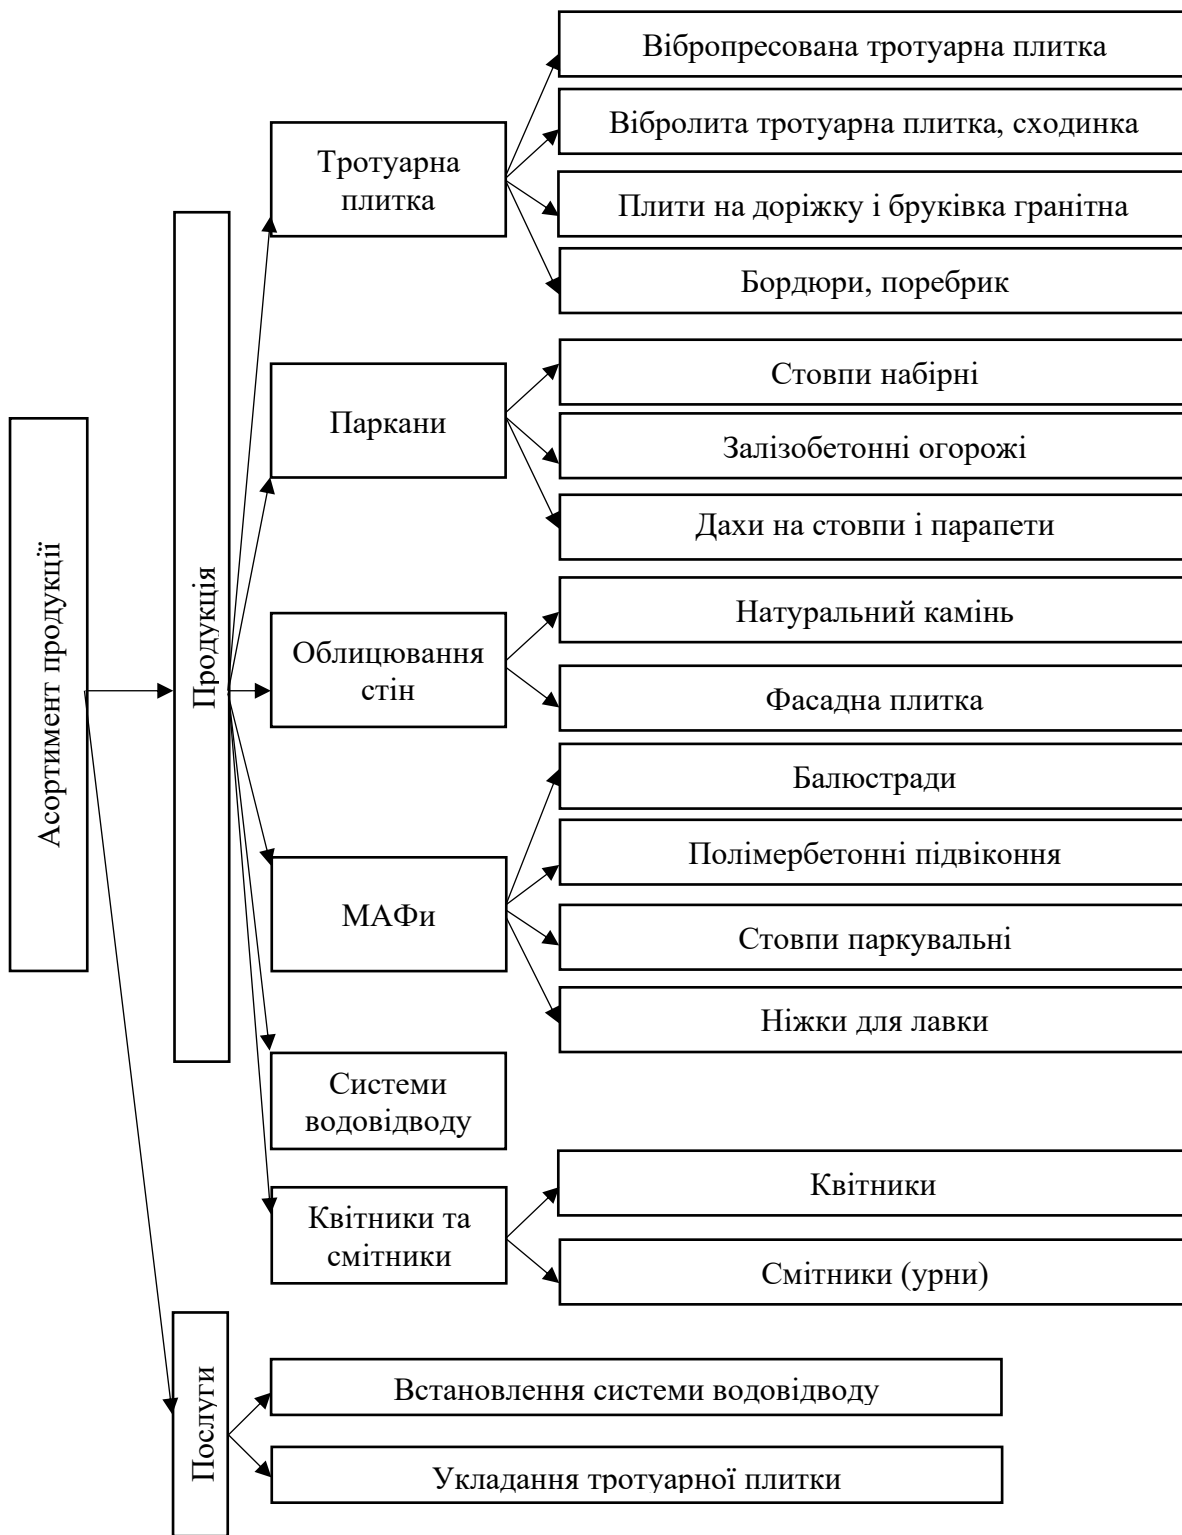 Асортимент продукції
Продукція
Тротуарна
плитка
Вібропресована тротуарна плитка
Вібролита тротуарна плитка, сходинка
Плити на доріжку і бруківка гранітна
Бордюри, поребрик
Паркани
Стовпи набірні
Залізобетонні огорожі
Дахи на стовпи і парапети
Облицювання
стін
Натуральний камінь
Фасадна плитка
МАФи
Балюстради
Полімербетонні підвіконня
Стовпи паркувальні
Ніжки для лавки
Системи
водовідводу
Квітники та
смітники
Квітники
Смітники (урни)
Послуги
Встановлення системи водовідводу
Укладання тротуарної плитки